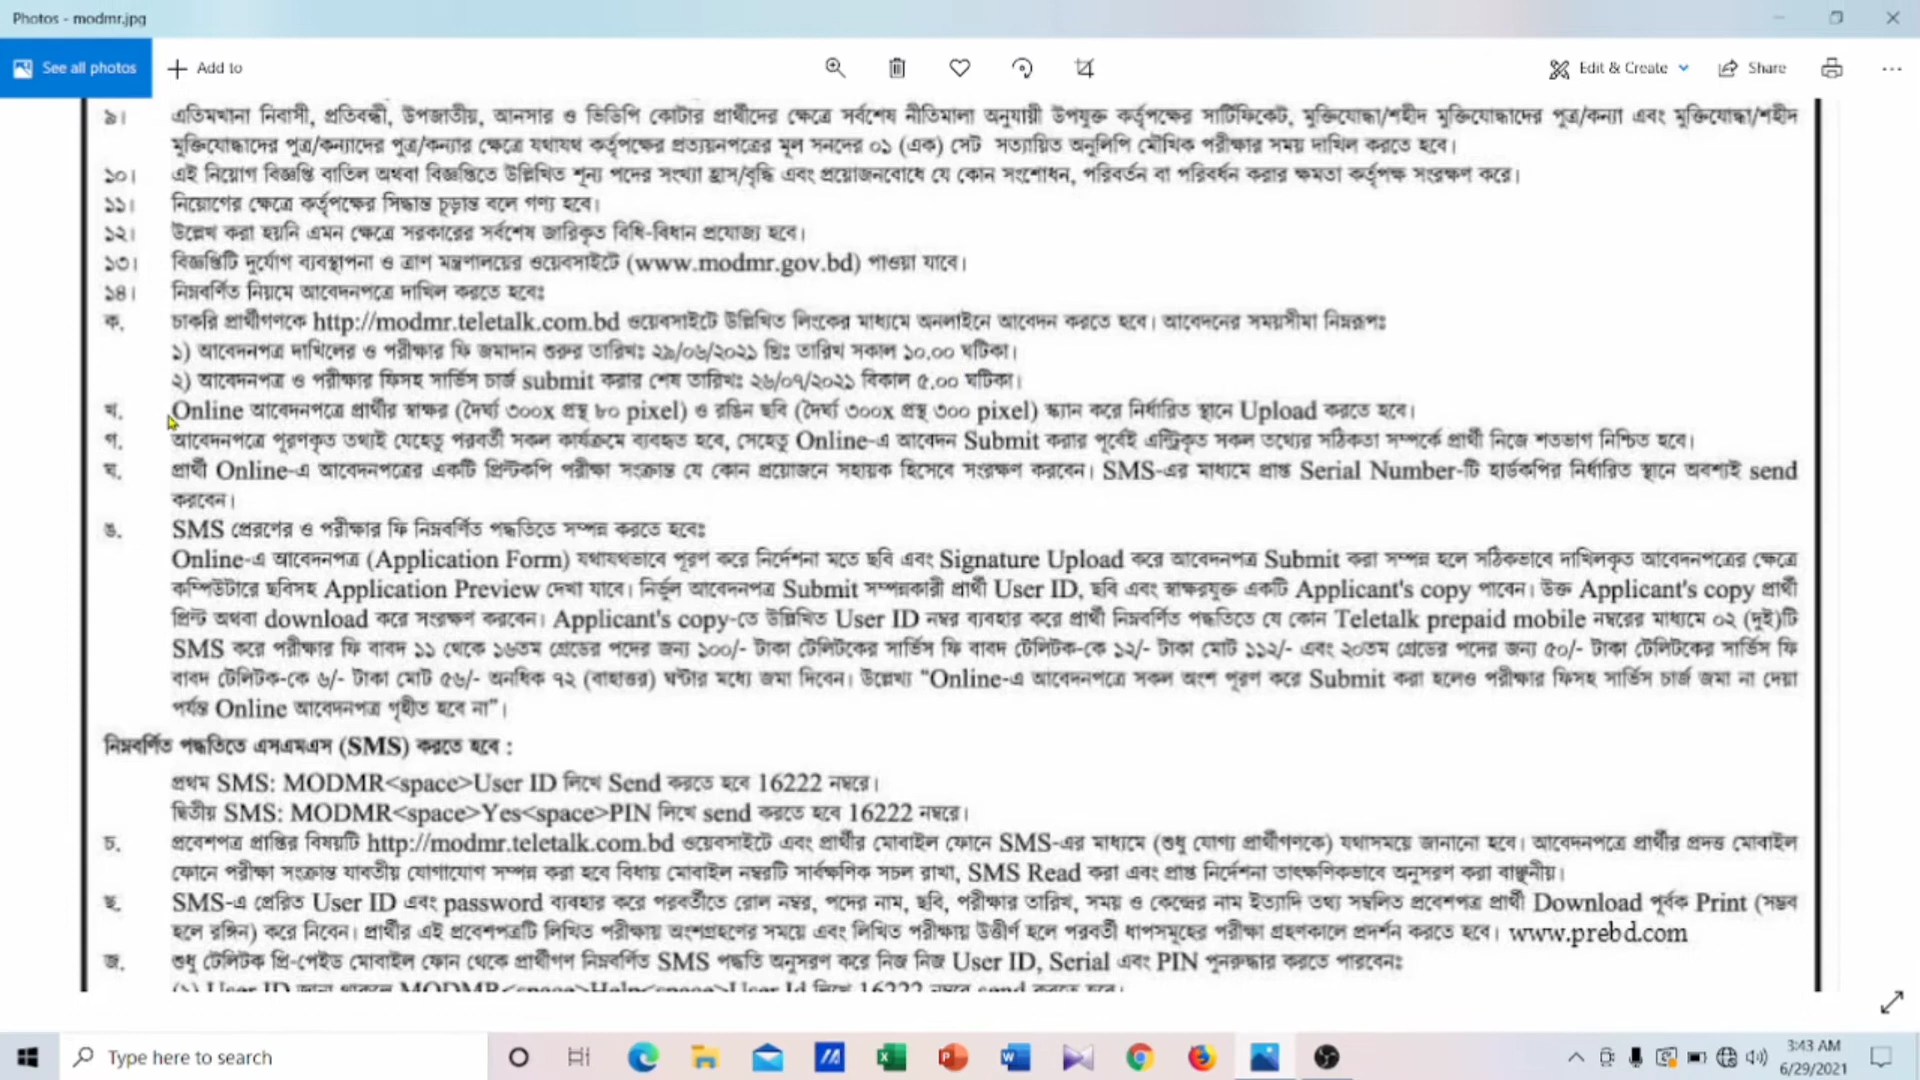 Photos - modmr.jpg
See all photos
Add to
Edit & Create
Share
৯। এতিমখানা নিবাসী, প্রতিবন্ধী, উপজাতীয়, আনসার ও ভিডিপি কোটার প্রার্থীদের ক্ষেত্রে সর্বশেষ নীতিমালা অনুযায়ী উপযুক্ত কর্তৃপক্ষের সার্টিফিকেট, মুক্তিযোদ্ধা/শহীদ মুক্তিযোদ্ধাদের পুত্র/কন্যা এবং মুক্তিযোদ্ধা/শহীদ
মুক্তিযোদ্ধাদের পুত্র/কন্যাদের পুত্র/কন্যার ক্ষেত্রে যথাযথ কর্তৃপক্ষের প্রত্যয়নপত্রের মূল সনদের ০১ (এক) সেট সত্যায়িত অনুলিপি মৌখিক পরীক্ষার সময় দাখিল করতে হবে।
১০। এই নিয়োগ বিজ্ঞপ্তি বাতিল অথবা বিজ্ঞপ্তিতে উল্লিখিত শূন্য পদের সংখ্যা হ্রাস/বৃদ্ধি এবং প্রয়োজনবোধে যে কোন সংশোধন, পরিবর্তন বা পরিবর্ধন করার ক্ষমতা কর্তৃপক্ষ সংরক্ষণ করে।
১১। নিয়োগের ক্ষেত্রে কর্তৃপক্ষের সিদ্ধান্ত চূড়ান্ত বলে গণ্য হবে।
১২। উল্লেখ করা হয়নি এমন ক্ষেত্রে সরকারের সর্বশেষ জারিকৃত বিধি-বিধান প্রযোজ্য হবে।
১৩। বিজ্ঞপ্তিটি দুর্যোগ ব্যবস্থাপনা ও ত্রাণ মন্ত্রণালয়ের ওয়েবসাইটে (www.modmr.gov.bd) পাওয়া যাবে।
১৪। নিম্নবর্ণিত নিয়মে আবেদনপত্রে দাখিল করতে হবেঃ
ক. চাকরি প্রার্থীগণকে http://modmr.teletalk.com.bd ওয়েবসাইটে উল্লিখিত লিংকের মাধ্যমে অনলাইনে আবেদন করতে হবে। আবেদনের সময়সীমা নিম্নরূপঃ
১) আবেদনপত্র দাখিলের ও পরীক্ষার ফি জমাদান শুরুর তারিখঃ ২৯/০৬/২০২১ খ্রিঃ তারিখ সকাল ১০.০০ ঘটিকা।
২) আবেদনপত্র ও পরীক্ষার ফিসহ সার্ভিস চার্জ submit করার শেষ তারিখঃ ২৬/০৭/২০২১ বিকাল ৫.০০ ঘটিকা।
খ. Online আবেদনপত্রে প্রার্থীর স্বাক্ষর (দৈর্ঘ্য ৩০০x প্রস্থ ৮০ pixel) ও রঙিন ছবি (দৈর্ঘ্য ৩০০x প্রস্থ ৩০০ pixel) স্ক্যান করে নির্ধারিত স্থানে Upload করতে হবে।
গ. আবেদনপত্রে পূরণকৃত তথ্যই যেহেতু পরবর্তী সকল কার্যক্রমে ব্যবহৃত হবে, সেহেতু Online-এ আবেদন Submit করার পূর্বেই এন্ট্রিকৃত সকল তথ্যের সঠিকতা সম্পর্কে প্রার্থী নিজে শতভাগ নিশ্চিত হবে।
ঘ. প্রার্থী Online-এ আবেদনপত্রের একটি প্রিন্টকপি পরীক্ষা সংক্রান্ত যে কোন প্রয়োজনে সহায়ক হিসেবে সংরক্ষণ করবেন। SMS-এর মাধ্যমে প্রাপ্ত Serial Number-টি হার্ডকপির নির্ধারিত স্থানে অবশ্যই send
করবেন।
ঙ. SMS প্রেরণের ও পরীক্ষার ফি নিম্নবর্ণিত পদ্ধতিতে সম্পন্ন করতে হবেঃ
Online-এ আবেদনপত্র (Application Form) যথাযথভাবে পূরণ করে নির্দেশনা মতে ছবি এবং Signature Upload করে আবেদনপত্র Submit করা সম্পন্ন হলে সঠিকভাবে দাখিলকৃত আবেদনপত্রের ক্ষেত্রে
কম্পিউটারে ছবিসহ Application Preview দেখা যাবে। নির্ভুল আবেদনপত্র Submit সম্পন্নকারী প্রার্থী User ID, ছবি এবং স্বাক্ষরযুক্ত একটি Applicant's copy পাবেন। উক্ত Applicant's copy প্রার্থী
প্রিন্ট অথবা download করে সংরক্ষণ করবেন। Applicant's copy-তে উল্লিখিত User ID নম্বর ব্যবহার করে প্রার্থী নিম্নবর্ণিত পদ্ধতিতে যে কোন Teletalk prepaid mobile নম্বরের মাধ্যমে ০২ (দুই)টি
SMS করে পরীক্ষার ফি বাবদ ১১ থেকে ১৬তম গ্রেডের পদের জন্য ১০০/- টাকা টেলিটকের সার্ভিস ফি বাবদ টেলিটক-কে ১২/- টাকা মোট ১১২/- এবং ২০তম গ্রেডের পদের জন্য ৫০/- টাকা টেলিটকের সার্ভিস ফি
বাবদ টেলিটক-কে ৬/- টাকা মোট ৫৬/- অনধিক ৭২ (বাহাত্তর) ঘন্টার মধ্যে জমা দিবেন। উল্লেখ্য “Online-এ আবেদনপত্রে সকল অংশ পূরণ করে Submit করা হলেও পরীক্ষার ফিসহ সার্ভিস চার্জ জমা না দেয়া
পর্যন্ত Online আবেদনপত্র গৃহীত হবে না”।
নিম্নবর্ণিত পদ্ধতিতে এসএমএস (SMS) করতে হবে :
প্রথম SMS: MODMR<space>User ID লিখে Send করতে হবে 16222 নম্বরে।
দ্বিতীয় SMS: MODMR<space>Yes<space>PIN লিখে send করতে হবে 16222 নম্বরে।
চ. প্রবেশপত্র প্রাপ্তির বিষয়টি http://modmr.teletalk.com.bd ওয়েবসাইটে এবং প্রার্থীর মোবাইল ফোনে SMS-এর মাধ্যমে (শুধু যোগ্য প্রার্থীগণকে) যথাসময়ে জানানো হবে। আবেদনপত্রে প্রার্থীর প্রদত্ত মোবাইল
ফোনে পরীক্ষা সংক্রান্ত যাবতীয় যোগাযোগ সম্পন্ন করা হবে বিধায় মোবাইল নম্বরটি সার্বক্ষণিক সচল রাখা, SMS Read করা এবং প্রাপ্ত নির্দেশনা তাৎক্ষণিকভাবে অনুসরণ করা বাঞ্ছনীয়।
ছ. SMS-এ প্রেরিত User ID এবং password ব্যবহার করে পরবর্তীতে রোল নম্বর, পদের নাম, ছবি, পরীক্ষার তারিখ, সময় ও কেন্দ্রের নাম ইত্যাদি তথ্য সম্বলিত প্রবেশপত্র প্রার্থী Download পূর্বক Print (সম্ভব
হলে রঙ্গিন) করে নিবেন। প্রার্থীর এই প্রবেশপত্রটি লিখিত পরীক্ষায় অংশগ্রহণের সময়ে এবং লিখিত পরীক্ষায় উত্তীর্ণ হলে পরবর্তী ধাপসমূহের পরীক্ষা গ্রহণকালে প্রদর্শন করতে হবে। www.prebd.com
জ. শুধু টেলিটক প্রি-পেইড মোবাইল ফোন থেকে প্রার্থীগণ নিম্নবর্ণিত SMS পদ্ধতি অনুসরণ করে নিজ নিজ User ID, Serial এবং PIN পুনরুদ্ধার করতে পারবেনঃ
(১) User ID জানা থাকলে MODMR<space>Help<space>User Id লিখে 16222 নম্বরে send করতে হবে।
Type here to search
3:43 AM
6/29/2021